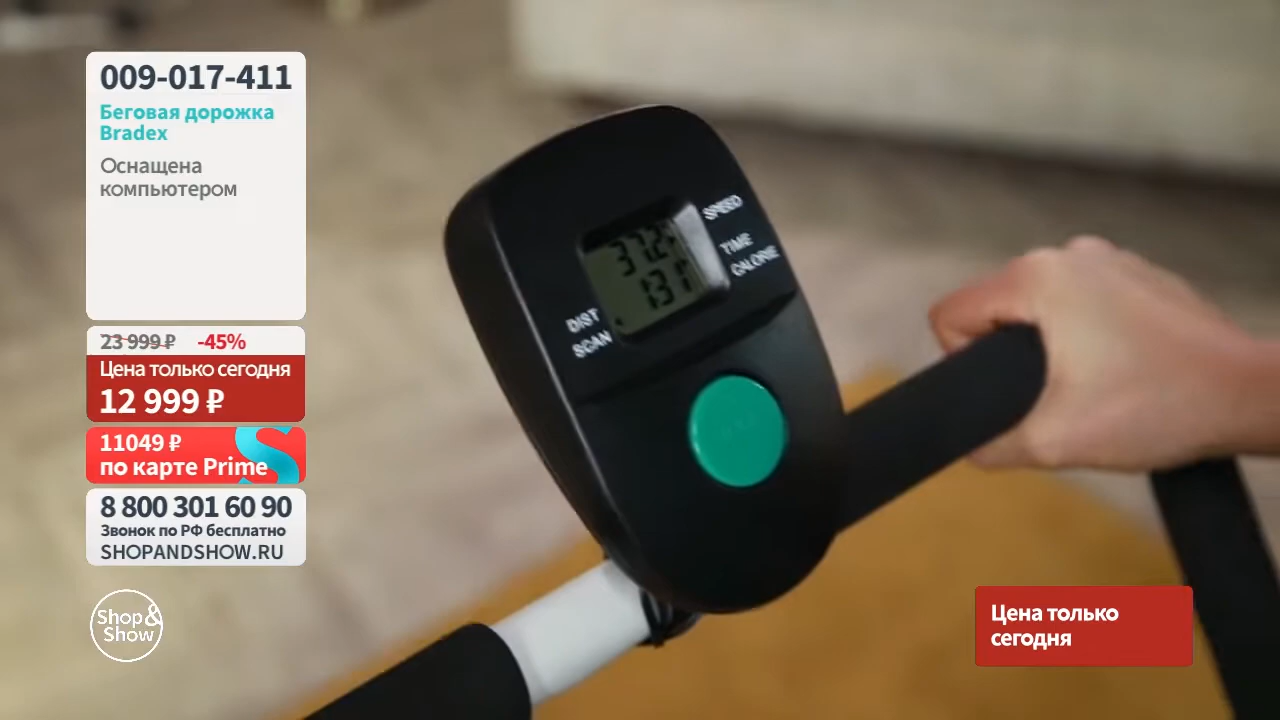 009-017-411
Беговая дорожка
Bradex
Оснащена
компьютером
23 999 ₽ -45%
Цена только сегодня
12 999 ₽
11049 ₽
по карте Prime
8 800 301 60 90
Звонок по РФ бесплатно
SHOPANDSHOW.RU
Shop&
Show
SPEED
TIME
CALORIE
DIST
SCAN
Цена только
сегодня